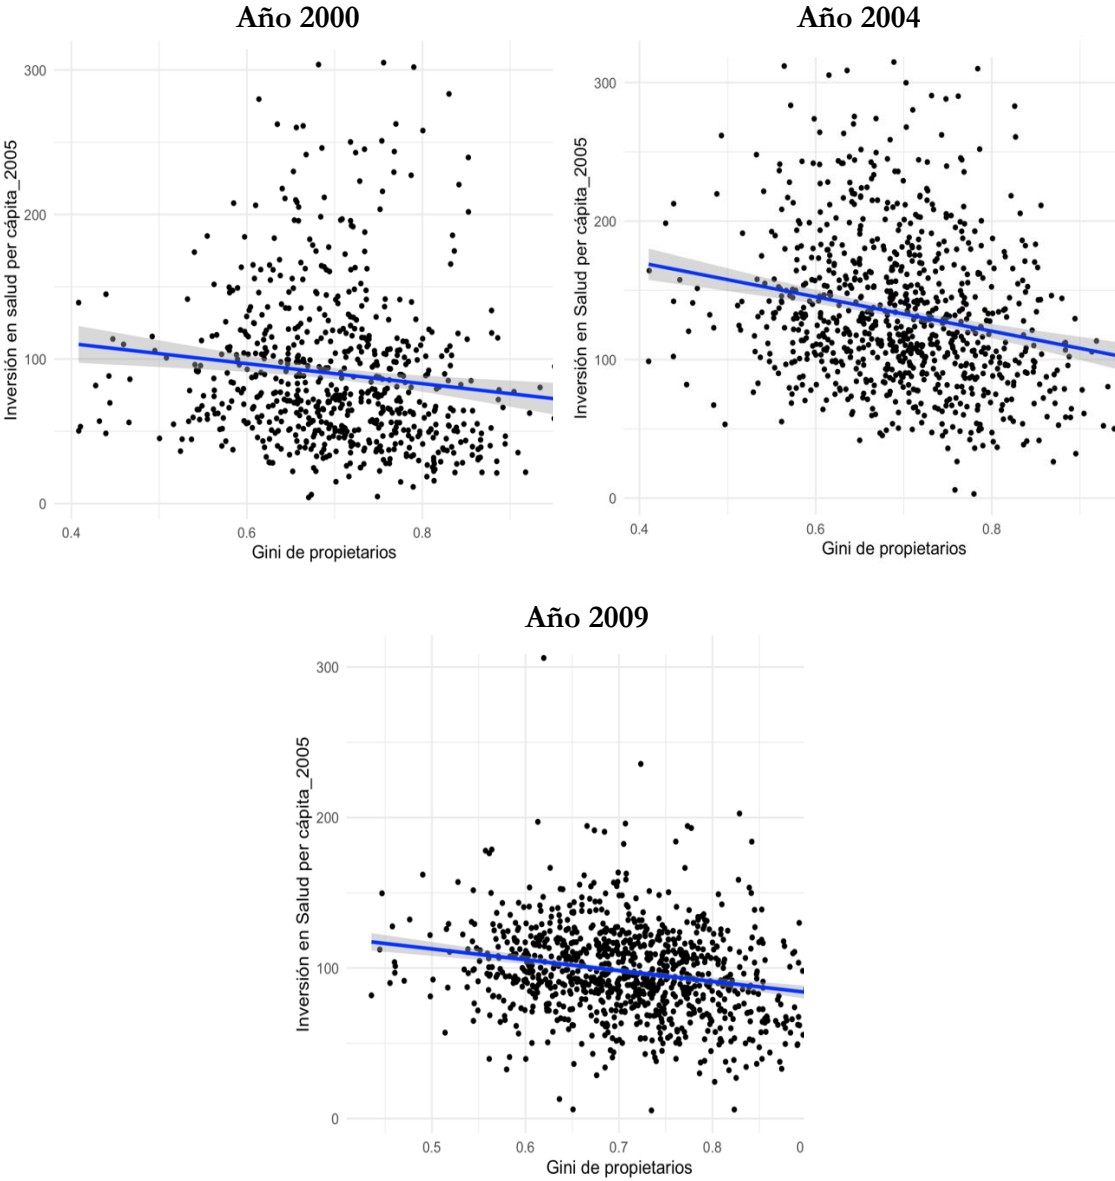 Año 2000
Año 2004
300
200
100
0
0.4
0.6
0.8
Inversión en salud per cápita_2005
Gini de propietarios
300
200
100
0
0.4
0.6
0.8
Inversión en Salud per cápita_2005
Gini de propietarios
Año 2009
300
200
100
0
0.5
0.6
0.7
0.8
0
Inversión en Salud per cápita_2005
Gini de propietarios